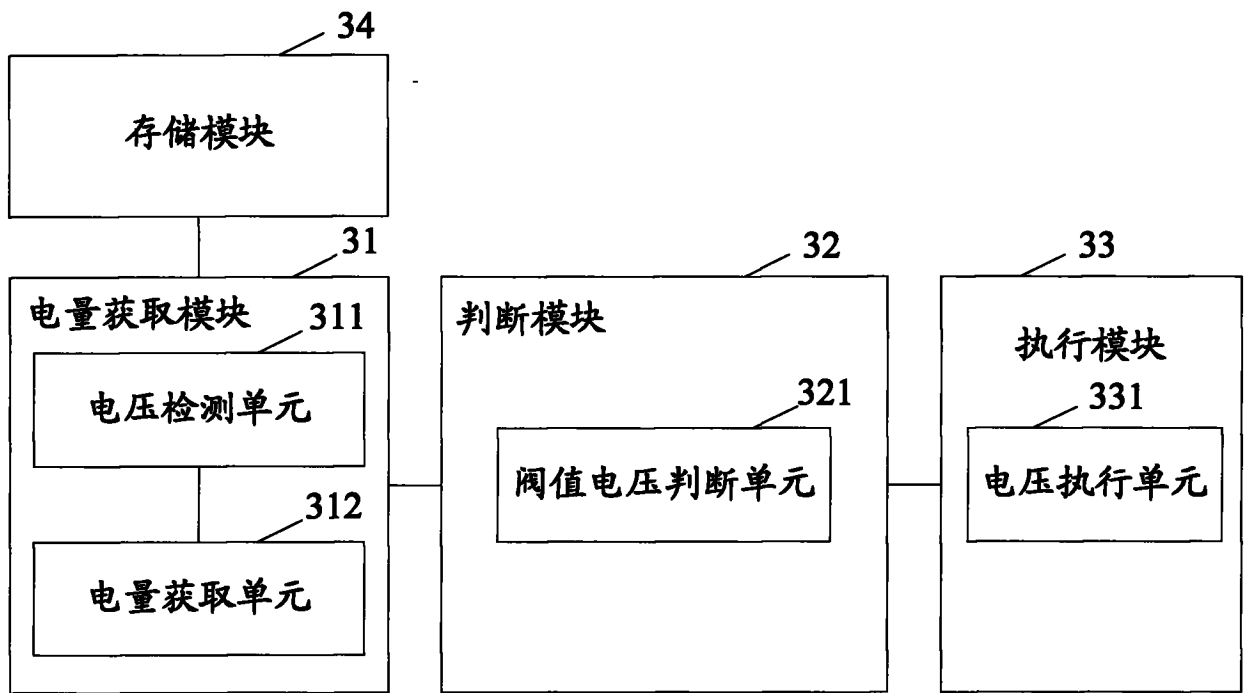 34
存储模块
31
电量获取模块
311
电压检测单元
312
电量获取单元
32
判断模块
321
阀值电压判断单元
33
执行模块
331
电压执行单元